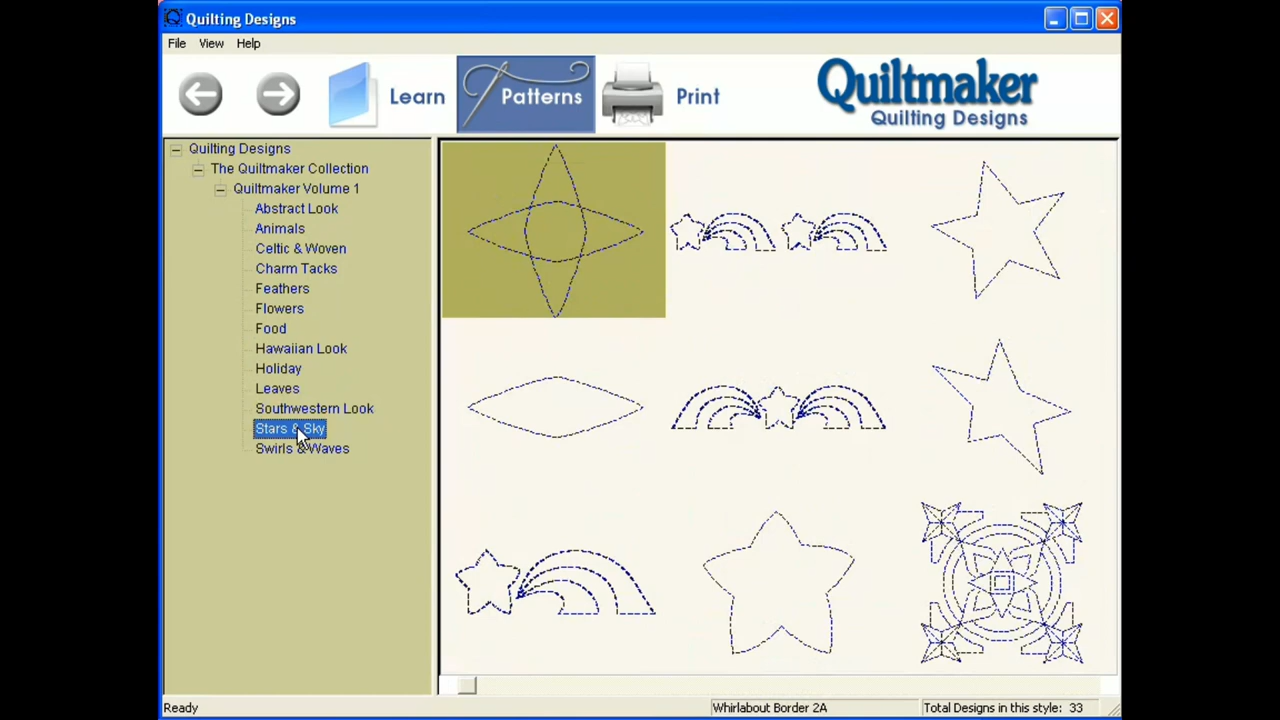 Quilting Designs
File View Help
Learn Patterns Print
Quiltmaker
Quilting Designs
Quilting Designs
The Quiltmaker Collection
Quiltmaker Volume 1
Abstract Look
Animals
Celtic & Woven
Charm Tacks
Feathers
Flowers
Food
Hawaiian Look
Holiday
Leaves
Southwestern Look
Stars & Sky
Swirls & Waves
Ready Whirlabout Border 2A Total Designs in this style: 33